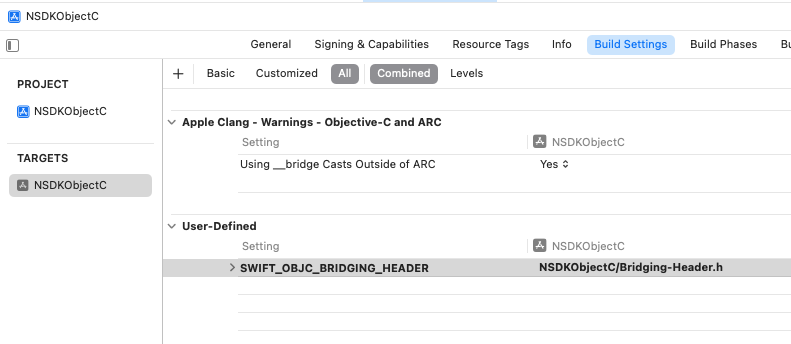 NSDKObjectC
General Signing & Capabilities Resource Tags Info Build Settings Build Phases Bu
Basic Customized All Combined Levels
PROJECT
NSDKObjectC
TARGETS
NSDKObjectC
Apple Clang - Warnings - Objective-C and ARC
Setting NSDKObjectC
Using __bridge Casts Outside of ARC Yes
User-Defined
Setting NSDKObjectC
SWIFT_OBJC_BRIDGING_HEADER NSDKObjectC/Bridging-Header.h